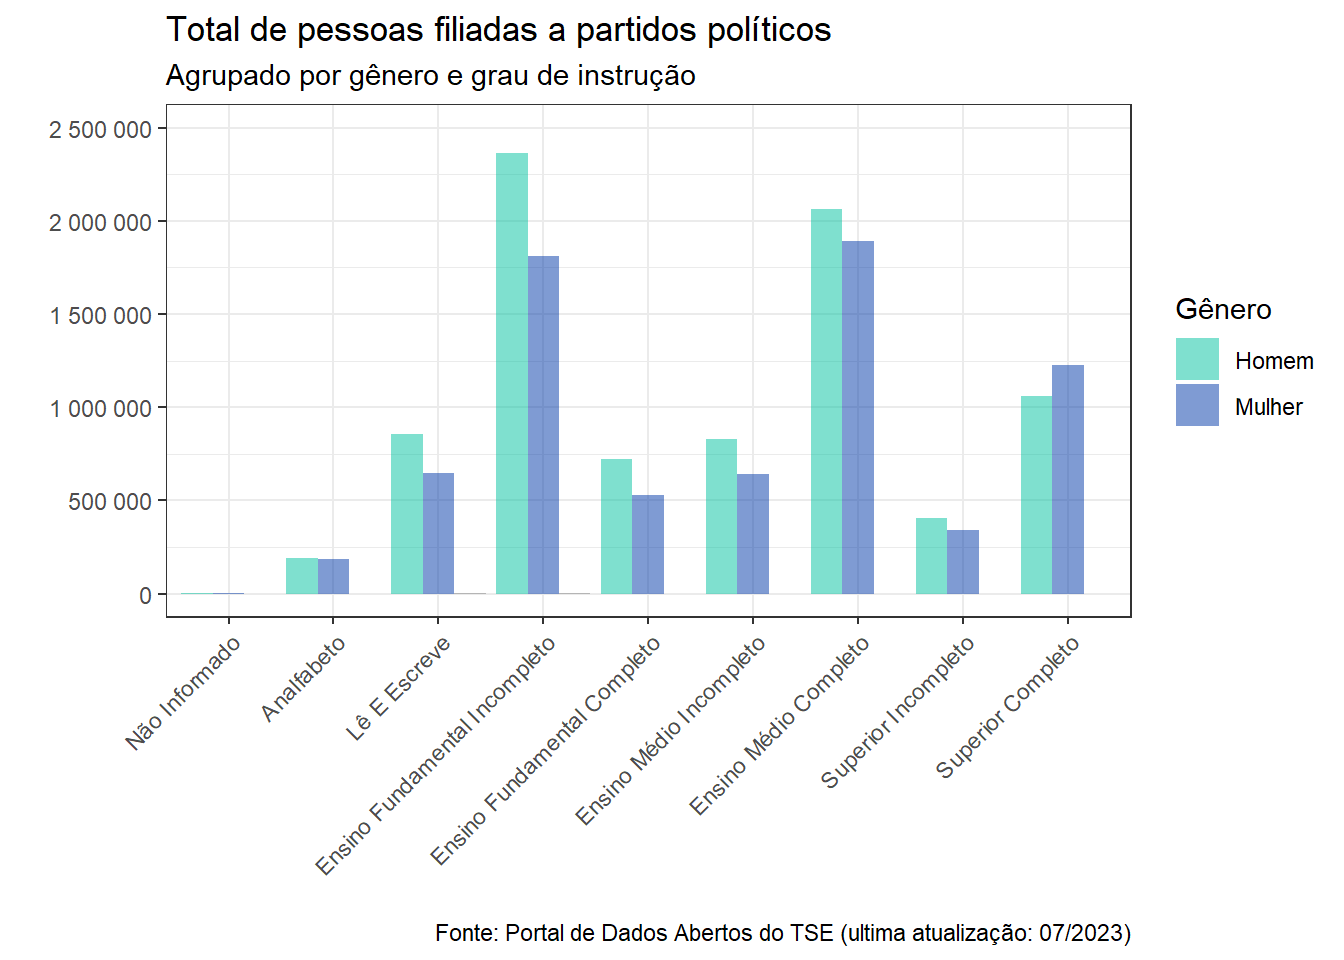 Total de pessoas filiadas a partidos políticos
Agrupado por gênero e grau de instrução
2 500 000
2 000 000
1 500 000
1 000 000
500 000
0
Não Informado
Analfabeto
Lê E Escreve
Ensino Fundamental Incompleto
Ensino Fundamental Completo
Ensino Médio Incompleto
Ensino Médio Completo
Superior Incompleto
Superior Completo
Gênero
Homem
Mulher
Fonte: Portal de Dados Abertos do TSE (ultima atualização: 07/2023)